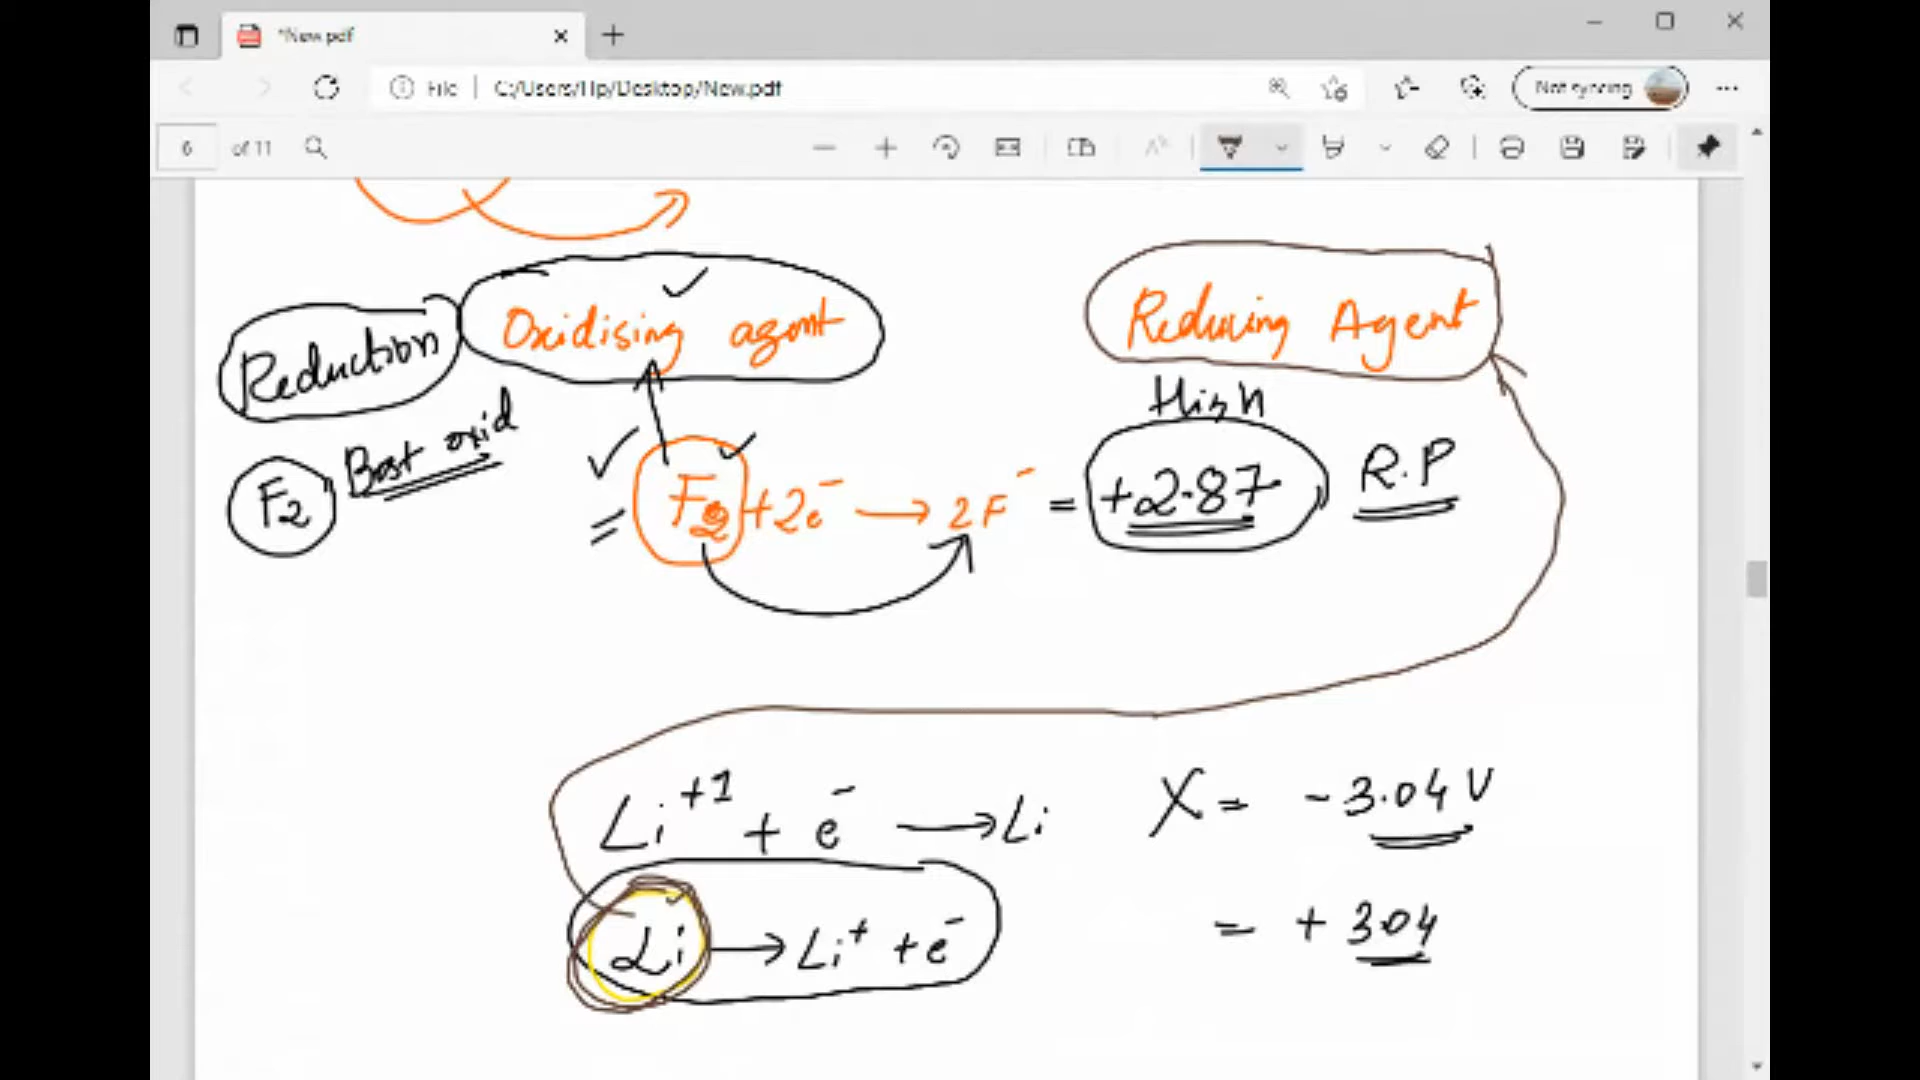 *New.pdf
File C:/Users/Hp/Desktop/New.pdf Not syncing
6 of 11
Oxidising agent Reducing Agent
Reduction
High
F₂ Best oxid
F₂ +2e⁻ → 2F⁻ = +2.87 R.P
Li⁺¹ + e⁻ → Li X = -3.04 V
Li → Li⁺ + e⁻ = + 3.04